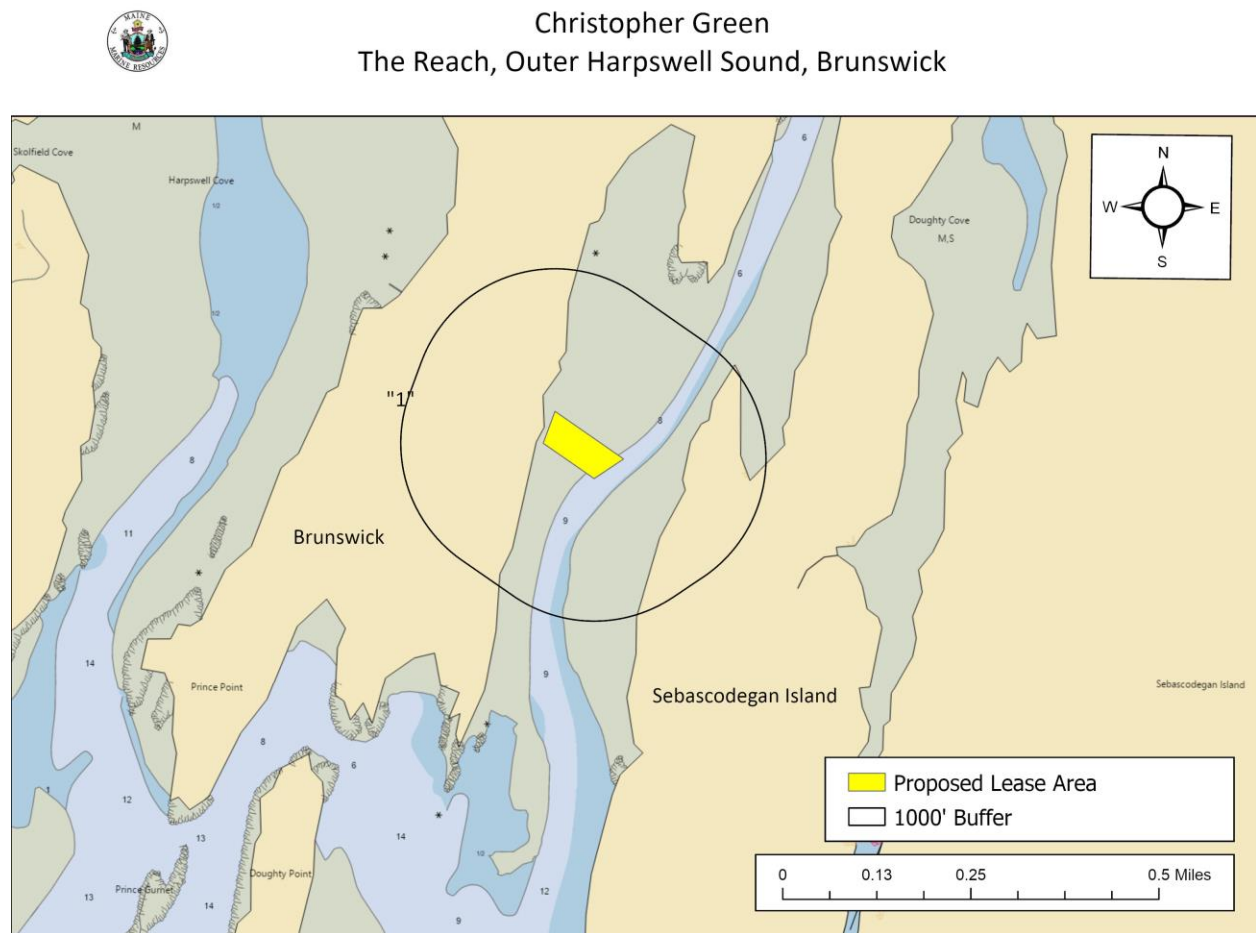 MAINE
MARINE RESOURCES
Christopher Green
The Reach, Outer Harpswell Sound, Brunswick
M
Skolfield Cove
Harpswell Cove
6
N
W
E
S
Doughty Cove
M,S
6
"1"
8
8
9
11
Brunswick
14
9
Prince Point
Sebascodegan Island
Sebascodegan Island
8
6
1
12
13
14
Doughty Point
Prince Gurnet
13
14
12
9
Proposed Lease Area
1000' Buffer
0 0.13 0.25 0.5 Miles